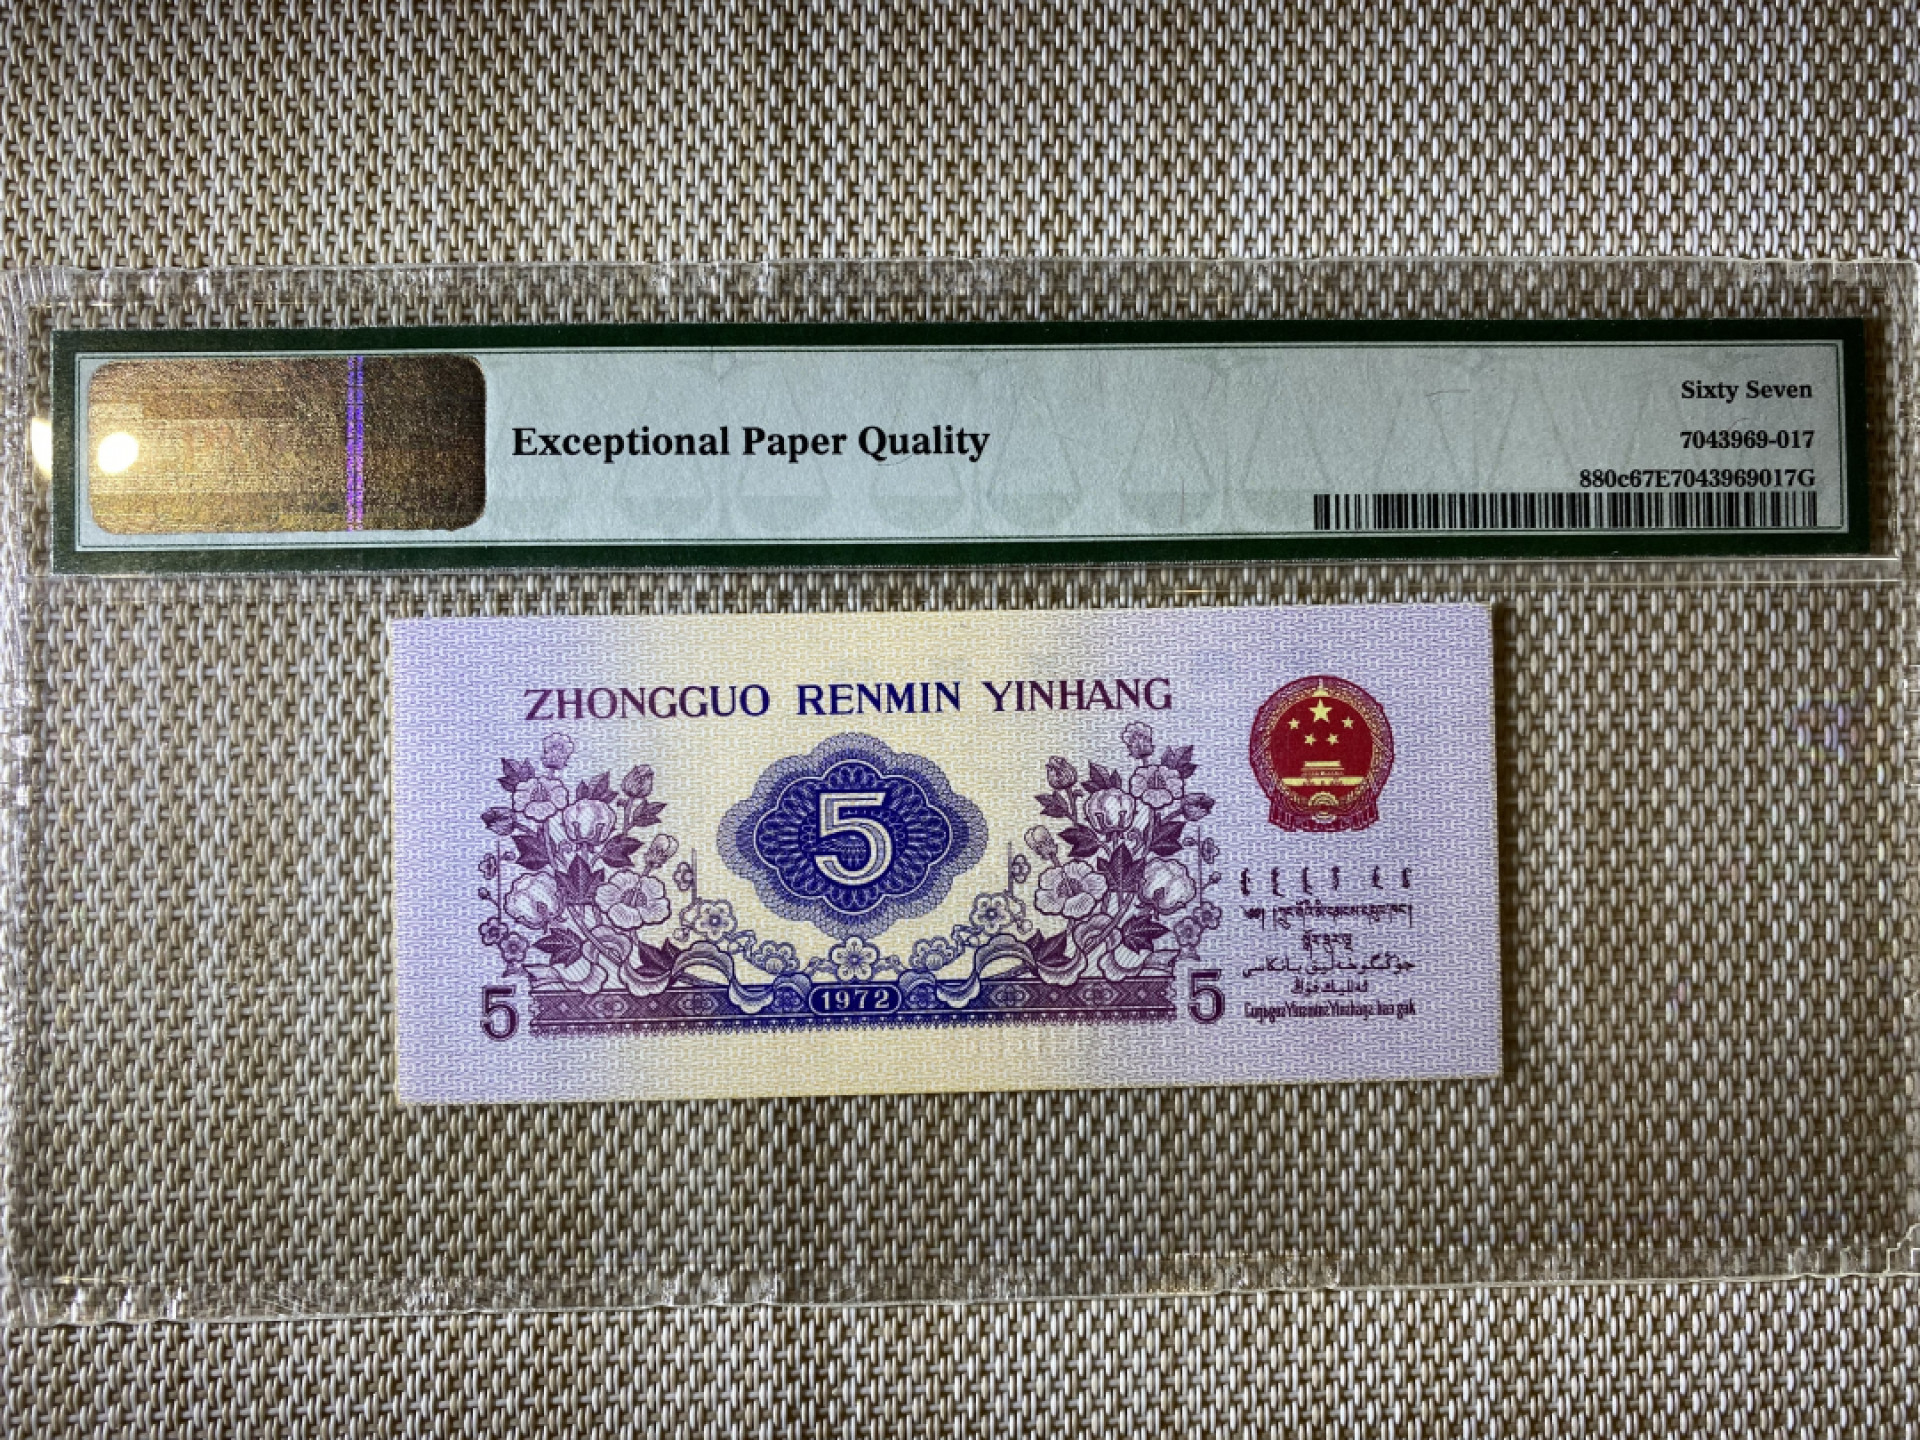 Exceptional Paper Quality
Sixty Seven
7043969-017
880c67E7043969017G
ZHONGGUO RENMIN YINHANG
5
5
1972
5